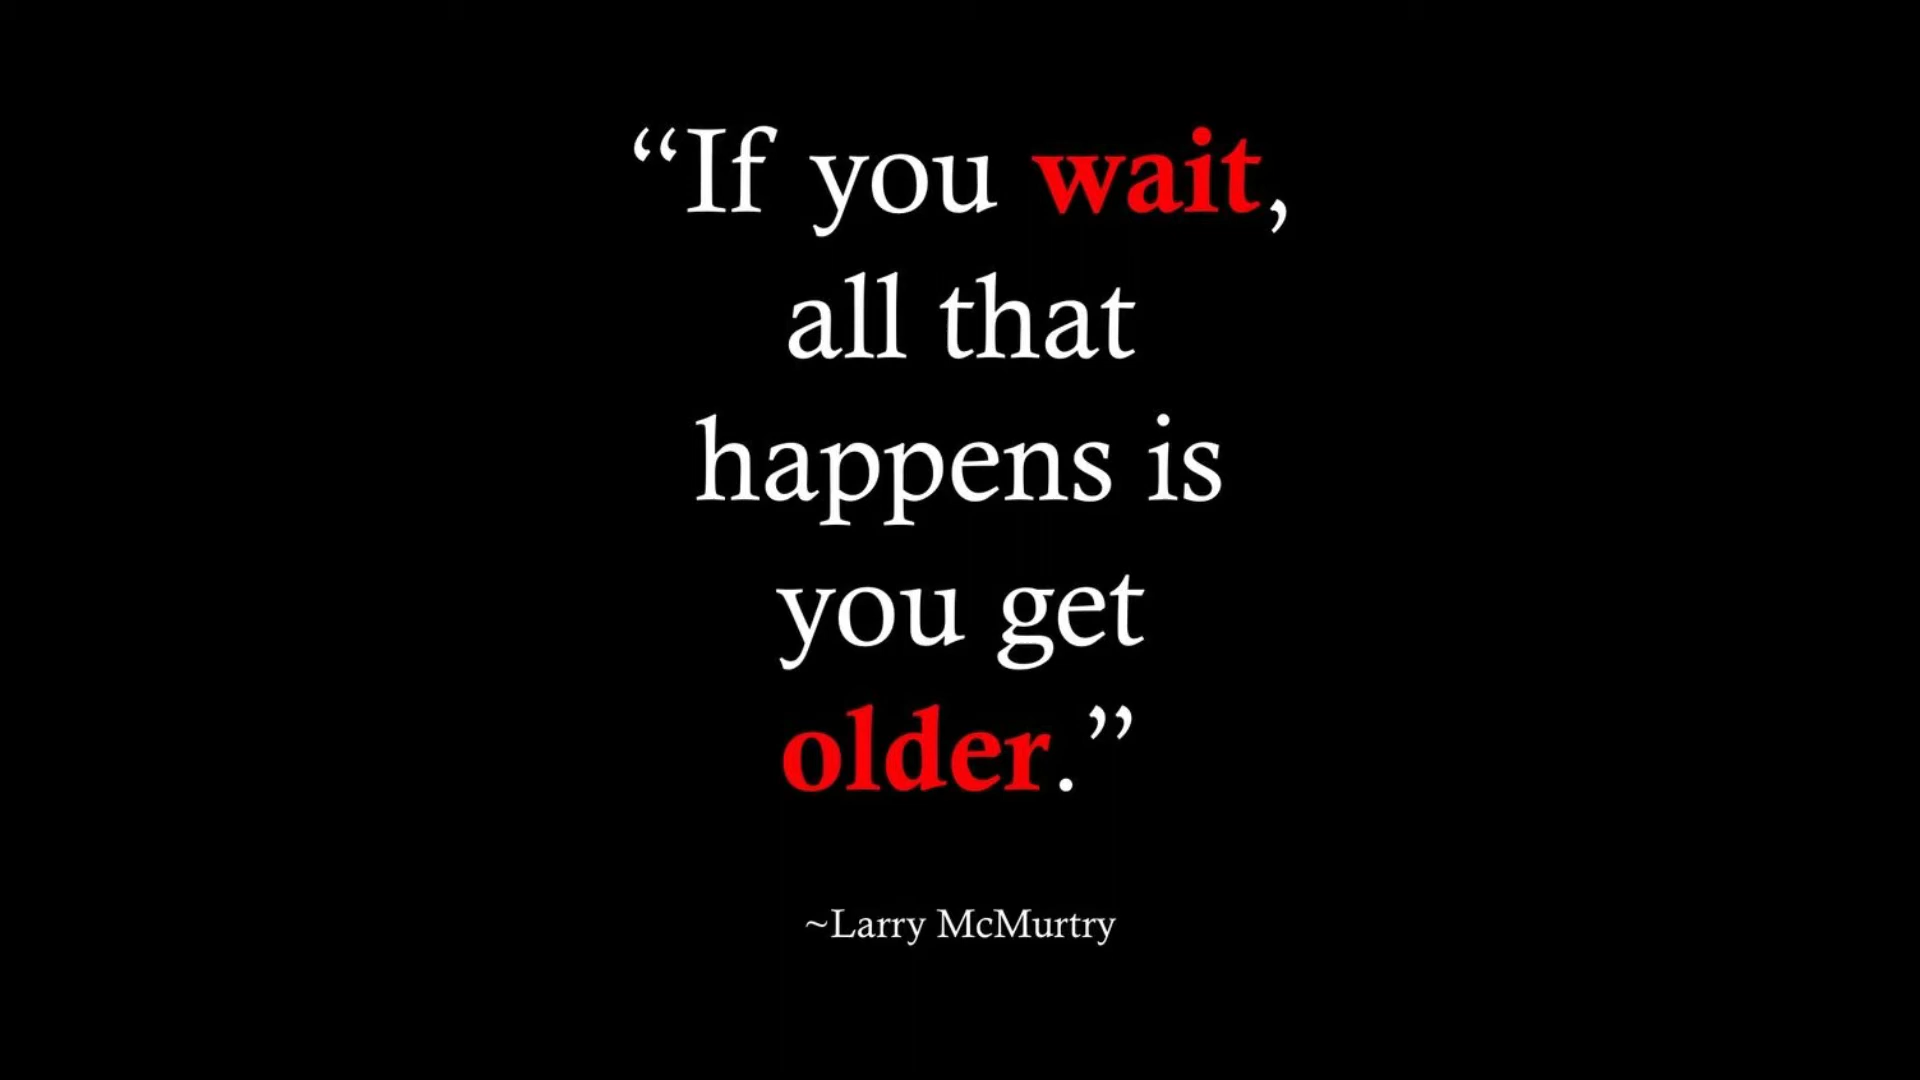 “If you wait,
all that
happens is
you get
older.”
~Larry McMurtry